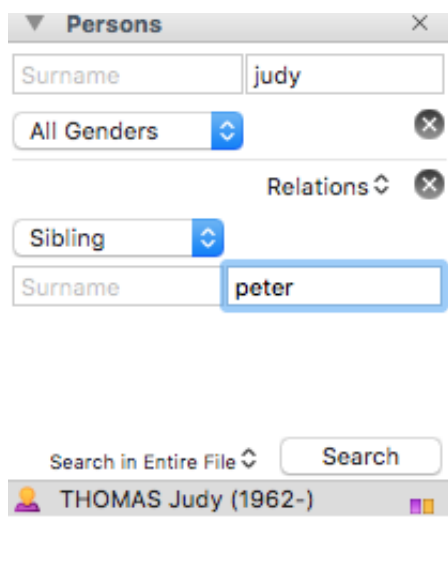 Persons
Surname judy
All Genders
Relations
Sibling
Surname peter
Search in Entire File Search
THOMAS Judy (1962-)